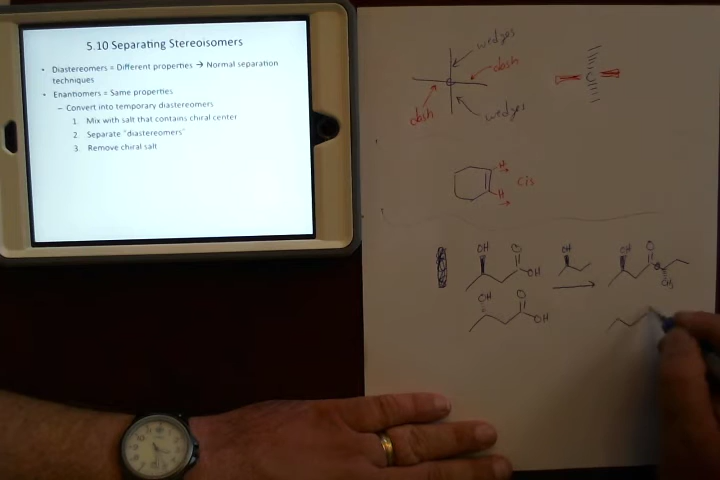 5.10 Separating Stereoisomers
• Diastereomers = Different properties → Normal separation
techniques
• Enantiomers = Same properties
– Convert into temporary diastereomers
1. Mix with salt that contains chiral center
2. Separate "diastereomers"
3. Remove chiral salt
wedges
dash
C
dash
wedges
C
H
H
cis
OH
O
OH
OH
OH
O
O
CH3
OH
O
OH